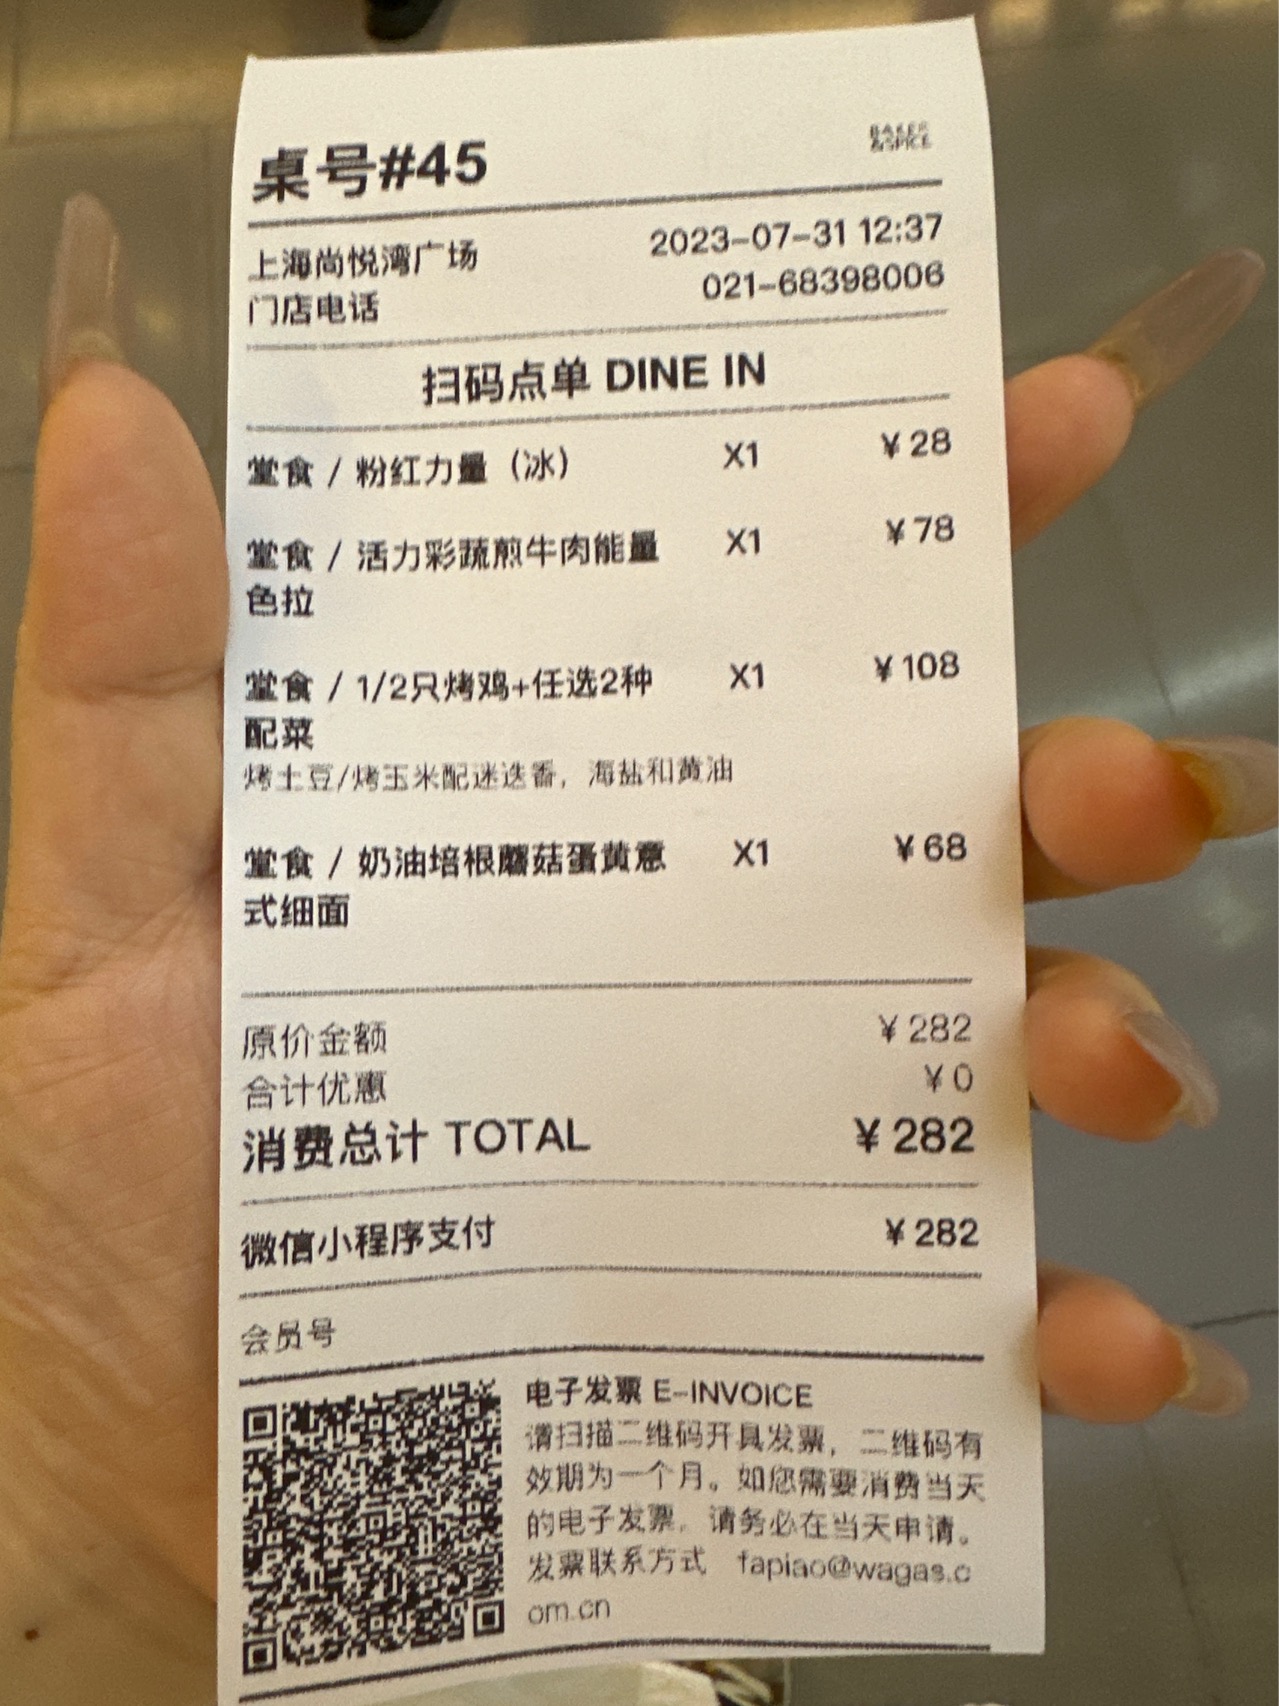 桌号#45
BAKER
&SPICE
上海尚悦湾广场 2023-07-31 12:37
门店电话 021-68398006
扫码点单 DINE IN
堂食 / 粉红力量（冰） X1 ￥28
堂食 / 活力彩蔬煎牛肉能量 X1 ￥78
色拉
堂食 / 1/2只烤鸡+任选2种 X1 ￥108
配菜
烤土豆/烤玉米配迷迭香，海盐和黄油
堂食 / 奶油培根蘑菇蛋黄意 X1 ￥68
式细面
原价金额 ￥282
合计优惠 ￥0
消费总计 TOTAL ￥282
微信小程序支付 ￥282
会员号
电子发票 E-INVOICE
请扫描二维码开具发票，二维码有
效期为一个月。如您需要消费当天
的电子发票，请务必在当天申请。
发票联系方式 fapiao@wagas.c
om.cn